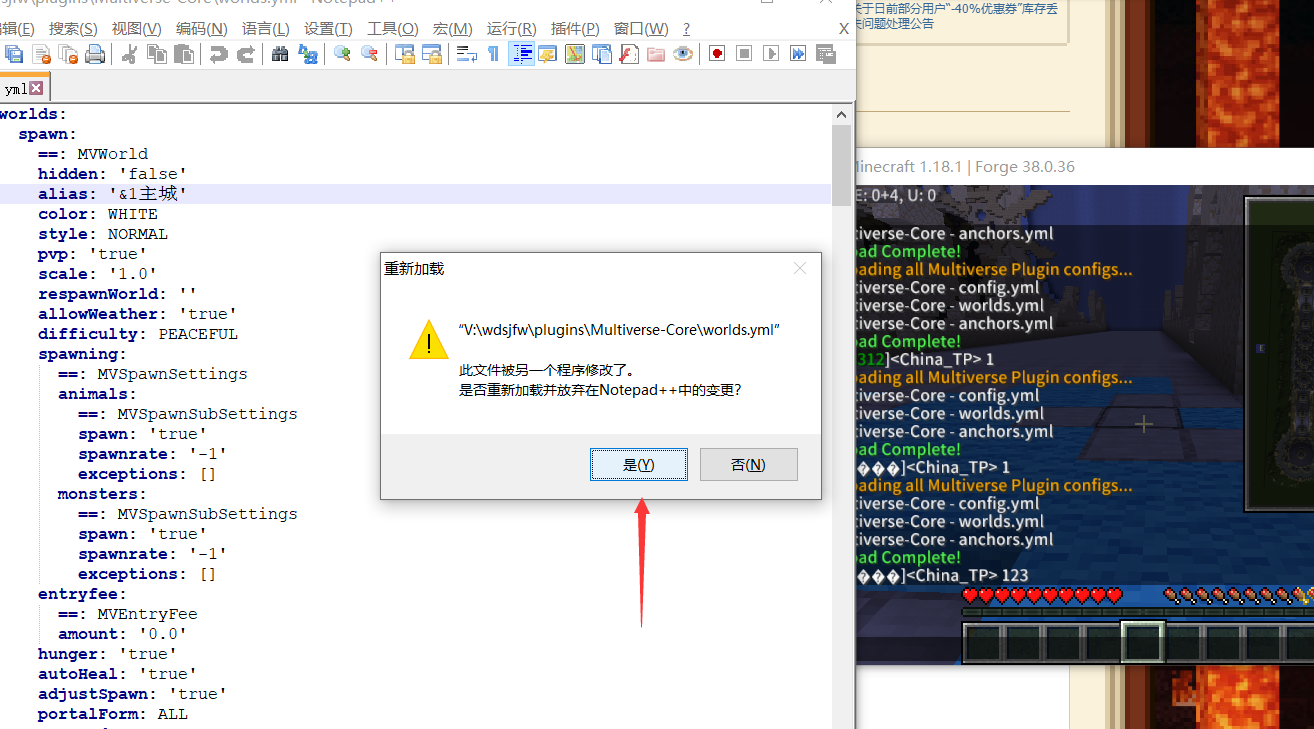 编辑(E) 搜索(S) 视图(V) 编码(N) 语言(L) 设置(T) 工具(O) 宏(M) 运行(R) 插件(P) 窗口(W) ? X
yml
worlds:
spawn:
==: MVWorld
hidden: 'false'
alias: '&1主城'
color: WHITE
style: NORMAL
pvp: 'true'
scale: '1.0'
respawnWorld: ''
allowWeather: 'true'
difficulty: PEACEFUL
spawning:
==: MVSpawnSettings
animals:
==: MVSpawnSubSettings
spawn: 'true'
spawnrate: '-1'
exceptions: []
monsters:
==: MVSpawnSubSettings
spawn: 'true'
spawnrate: '-1'
exceptions: []
entryfee:
==: MVEntryFee
amount: '0.0'
hunger: 'true'
autoHeal: 'true'
adjustSpawn: 'true'
portalForm: ALL
重新加载
“V:\wdsjfw\plugins\Multiverse-Core\worlds.yml”
此文件被另一个程序修改了。
是否重新加载并放弃在Notepad++中的变更?
是(Y) 否(N)
关于日前部分用户“-40%优惠券”库存丢
失问题处理公告
Minecraft 1.18.1 | Forge 38.0.36
E: 0+4, U: 0
tiverse-Core - anchors.yml
oad Complete!
ading all Multiverse Plugin configs...
tiverse-Core - config.yml
tiverse-Core - worlds.yml
tiverse-Core - anchors.yml
oad Complete!
312]<China_TP> 1
ading all Multiverse Plugin configs...
tiverse-Core - config.yml
tiverse-Core - worlds.yml
tiverse-Core - anchors.yml
oad Complete!
���]<China_TP> 1
ading all Multiverse Plugin configs...
tiverse-Core - config.yml
tiverse-Core - worlds.yml
tiverse-Core - anchors.yml
oad Complete!
���]<China_TP> 123
E